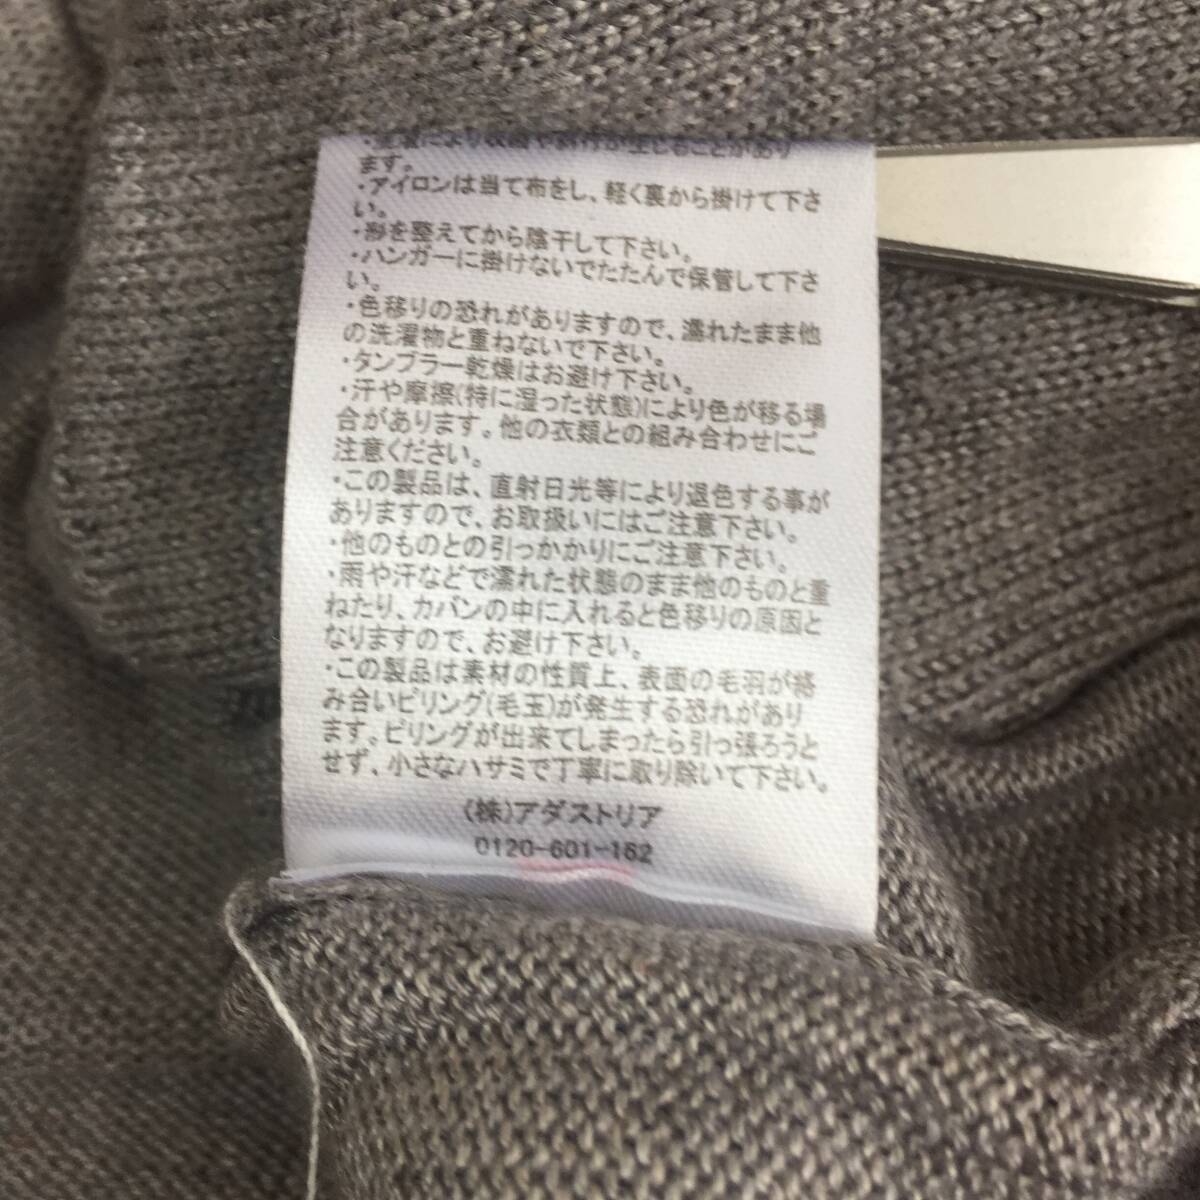 により収縮や斜行が生じることがあり
ます。
・アイロンは当て布をし、軽く裏から掛けて下さ
い。
・形を整えてから陰干して下さい。
・ハンガーに掛けないでたたんで保管して下さ
い。
・色移りの恐れがありますので、濡れたまま他
の洗濯物と重ねないで下さい。
・タンブラー乾燥はお避け下さい。
・汗や摩擦(特に湿った状態)により色が移る場
合があります。他の衣類との組み合わせにご
注意ください。
・この製品は、直射日光等により退色する事が
ありますので、お取扱いにはご注意下さい。
・他のものとの引っかかりにご注意下さい。
・雨や汗などで濡れた状態のまま他のものと重
ねたり、カバンの中に入れると色移りの原因と
なりますので、お避け下さい。
・この製品は素材の性質上、表面の毛羽が絡
み合いピリング(毛玉)が発生する恐れがあり
ます。ピリングが出来てしまったら引っ張ろうと
せず、小さなハサミで丁寧に取り除いて下さい。
(株)アダストリア
0120-601-162